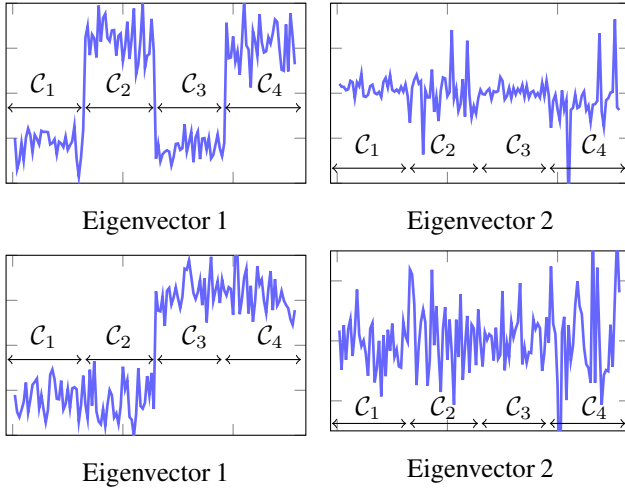 C₁ C₂ C₃ C₄
C₁ C₂ C₃ C₄
Eigenvector 1 Eigenvector 2
C₁ C₂ C₃ C₄
C₁ C₂ C₃ C₄
Eigenvector 1 Eigenvector 2